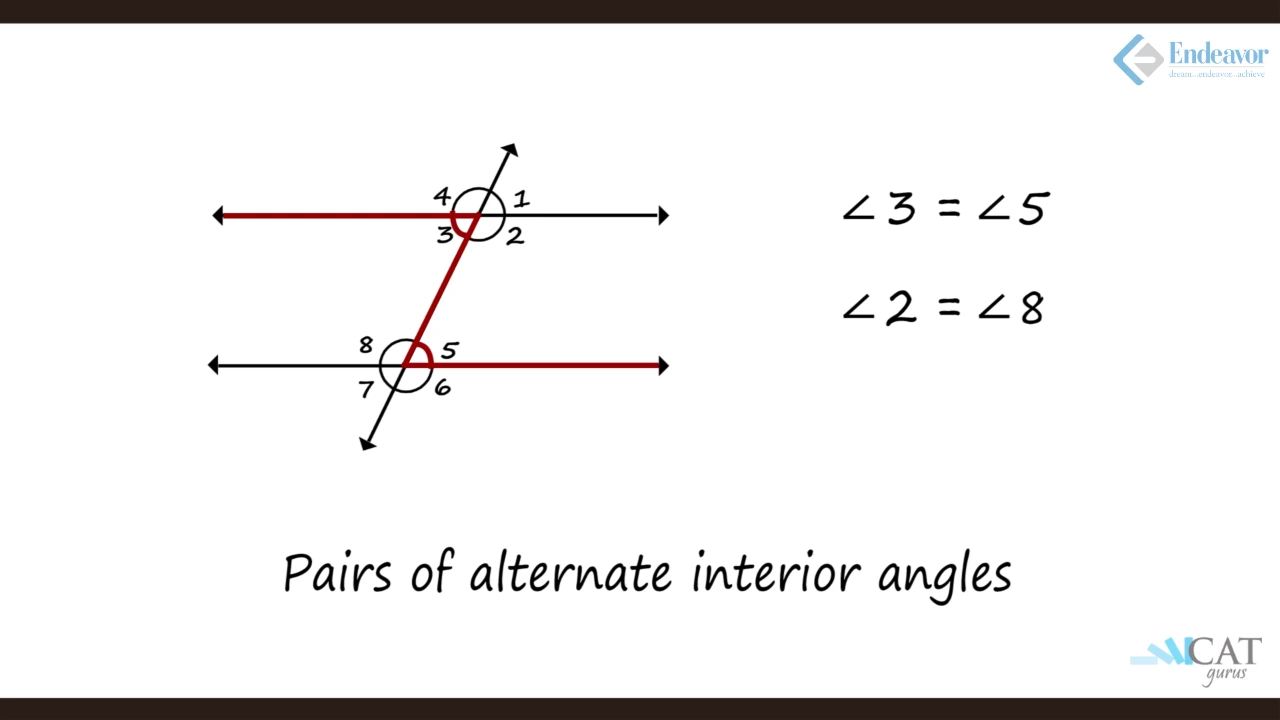 Endeavor
dream...endeavor...achieve
4 1
3 2
∠3 = ∠5
∠2 = ∠8
8 5
7 6
Pairs of alternate interior angles
CAT
gurus